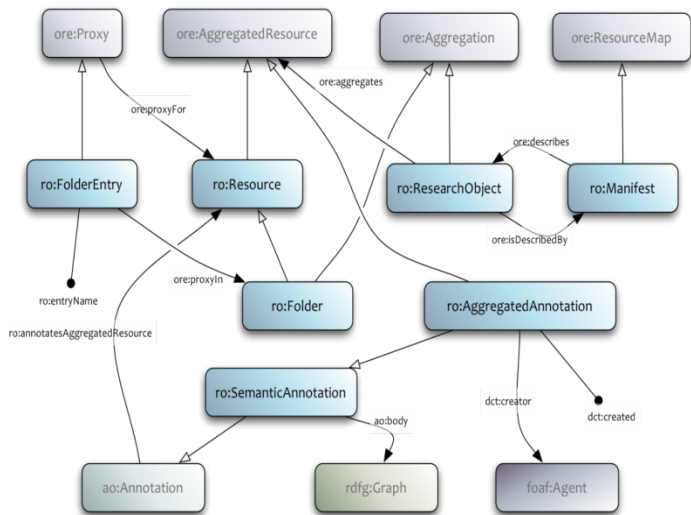 ore:Proxy
ore:AggregatedResource
ore:Aggregation
ore:ResourceMap
ore:aggregates
ore:proxyFor
ore:describes
ro:FolderEntry
ro:Resource
ro:ResearchObject
ro:Manifest
ore:isDescribedBy
ore:proxyIn
ro:entryName
ro:Folder
ro:AggregatedAnnotation
ro:annotatesAggregatedResource
ro:SemanticAnnotation
dct:creator
ao:body
dct:created
ao:Annotation
rdfg:Graph
foaf:Agent